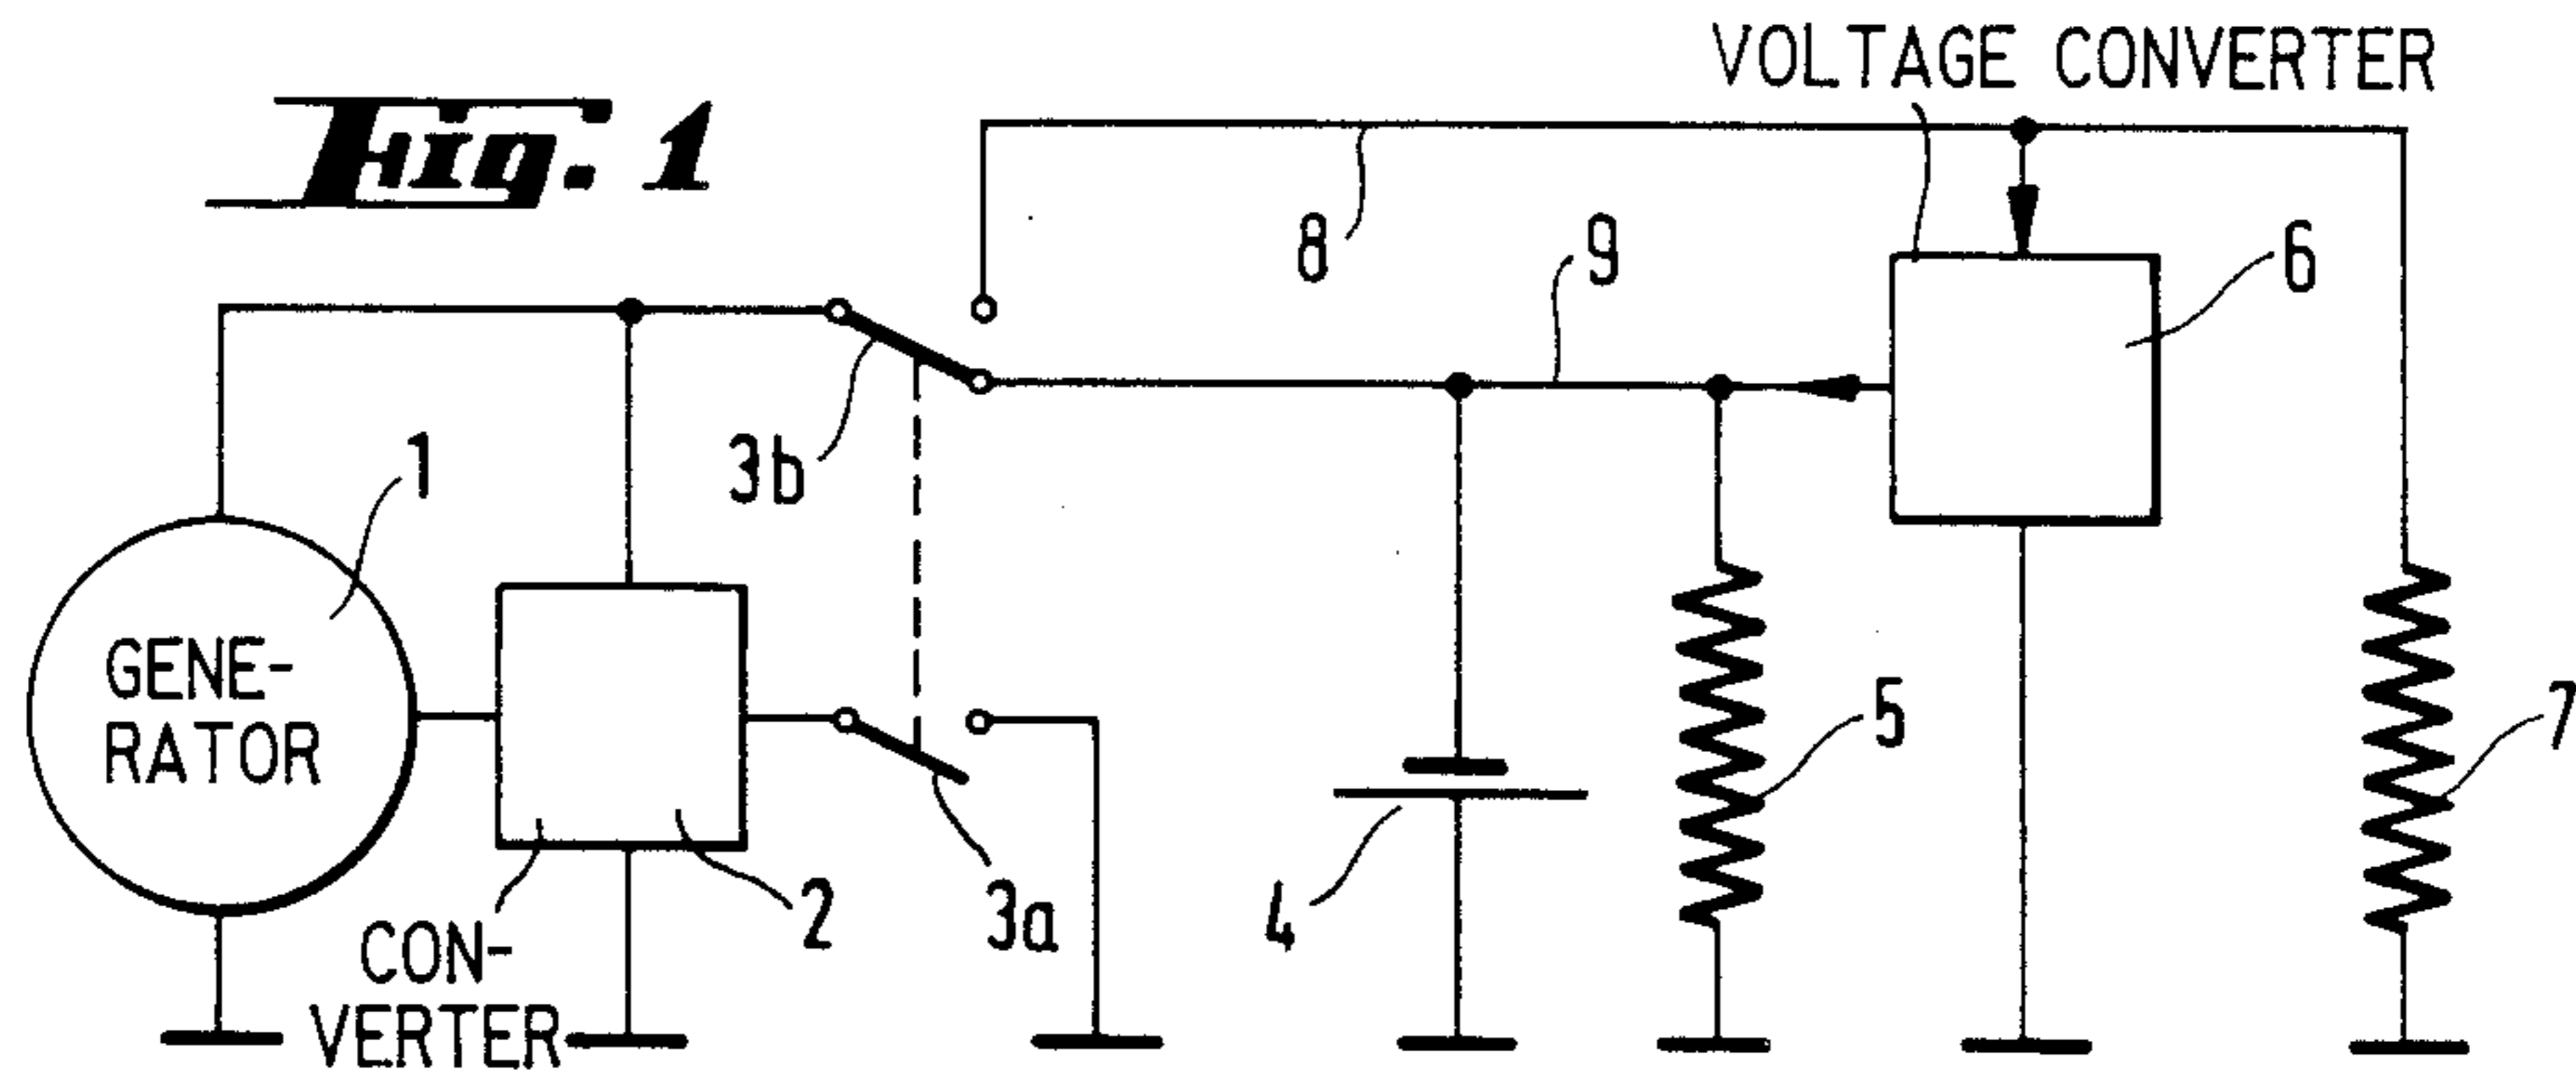 VOLTAGE CONVERTER
Fig. 1
8
9
6
3b
1
GENE-
RATOR
5
7
2
3a
4
CON-
VERTER